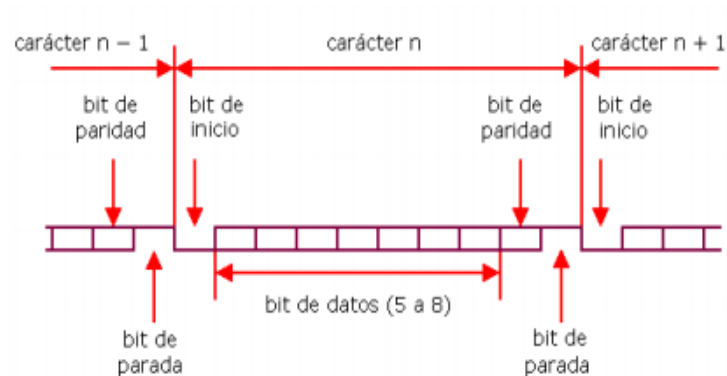 carácter n − 1
carácter n
carácter n + 1
bit de
paridad
bit de
inicio
bit de
paridad
bit de
inicio
bit de datos (5 a 8)
bit de
parada
bit de
parada